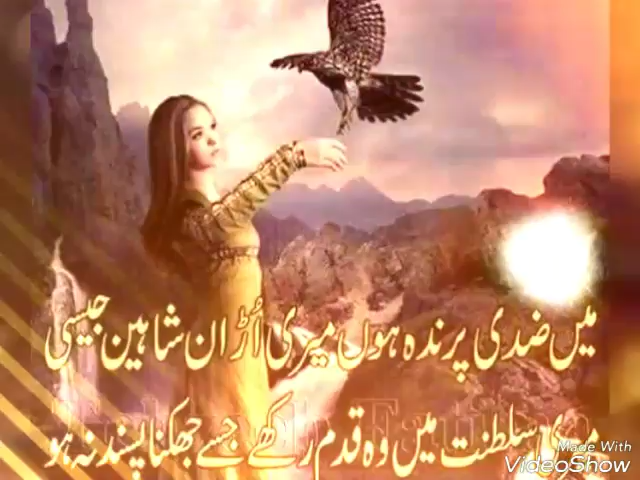 میں ضدی پرندہ ہوں میری اُڑان شاہین جیسی
میری سلطنت میں وہ قدم رکھے جسے جھکنا پسند نہ ہو
Made With
VideoShow